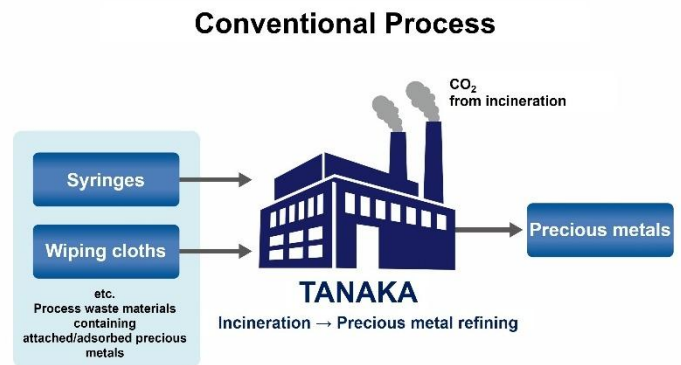 Conventional Process
CO₂
from incineration
Syringes
Wiping cloths
etc.
Process waste materials
containing
attached/adsorbed precious
metals
TANAKA
Incineration → Precious metal refining
Precious metals